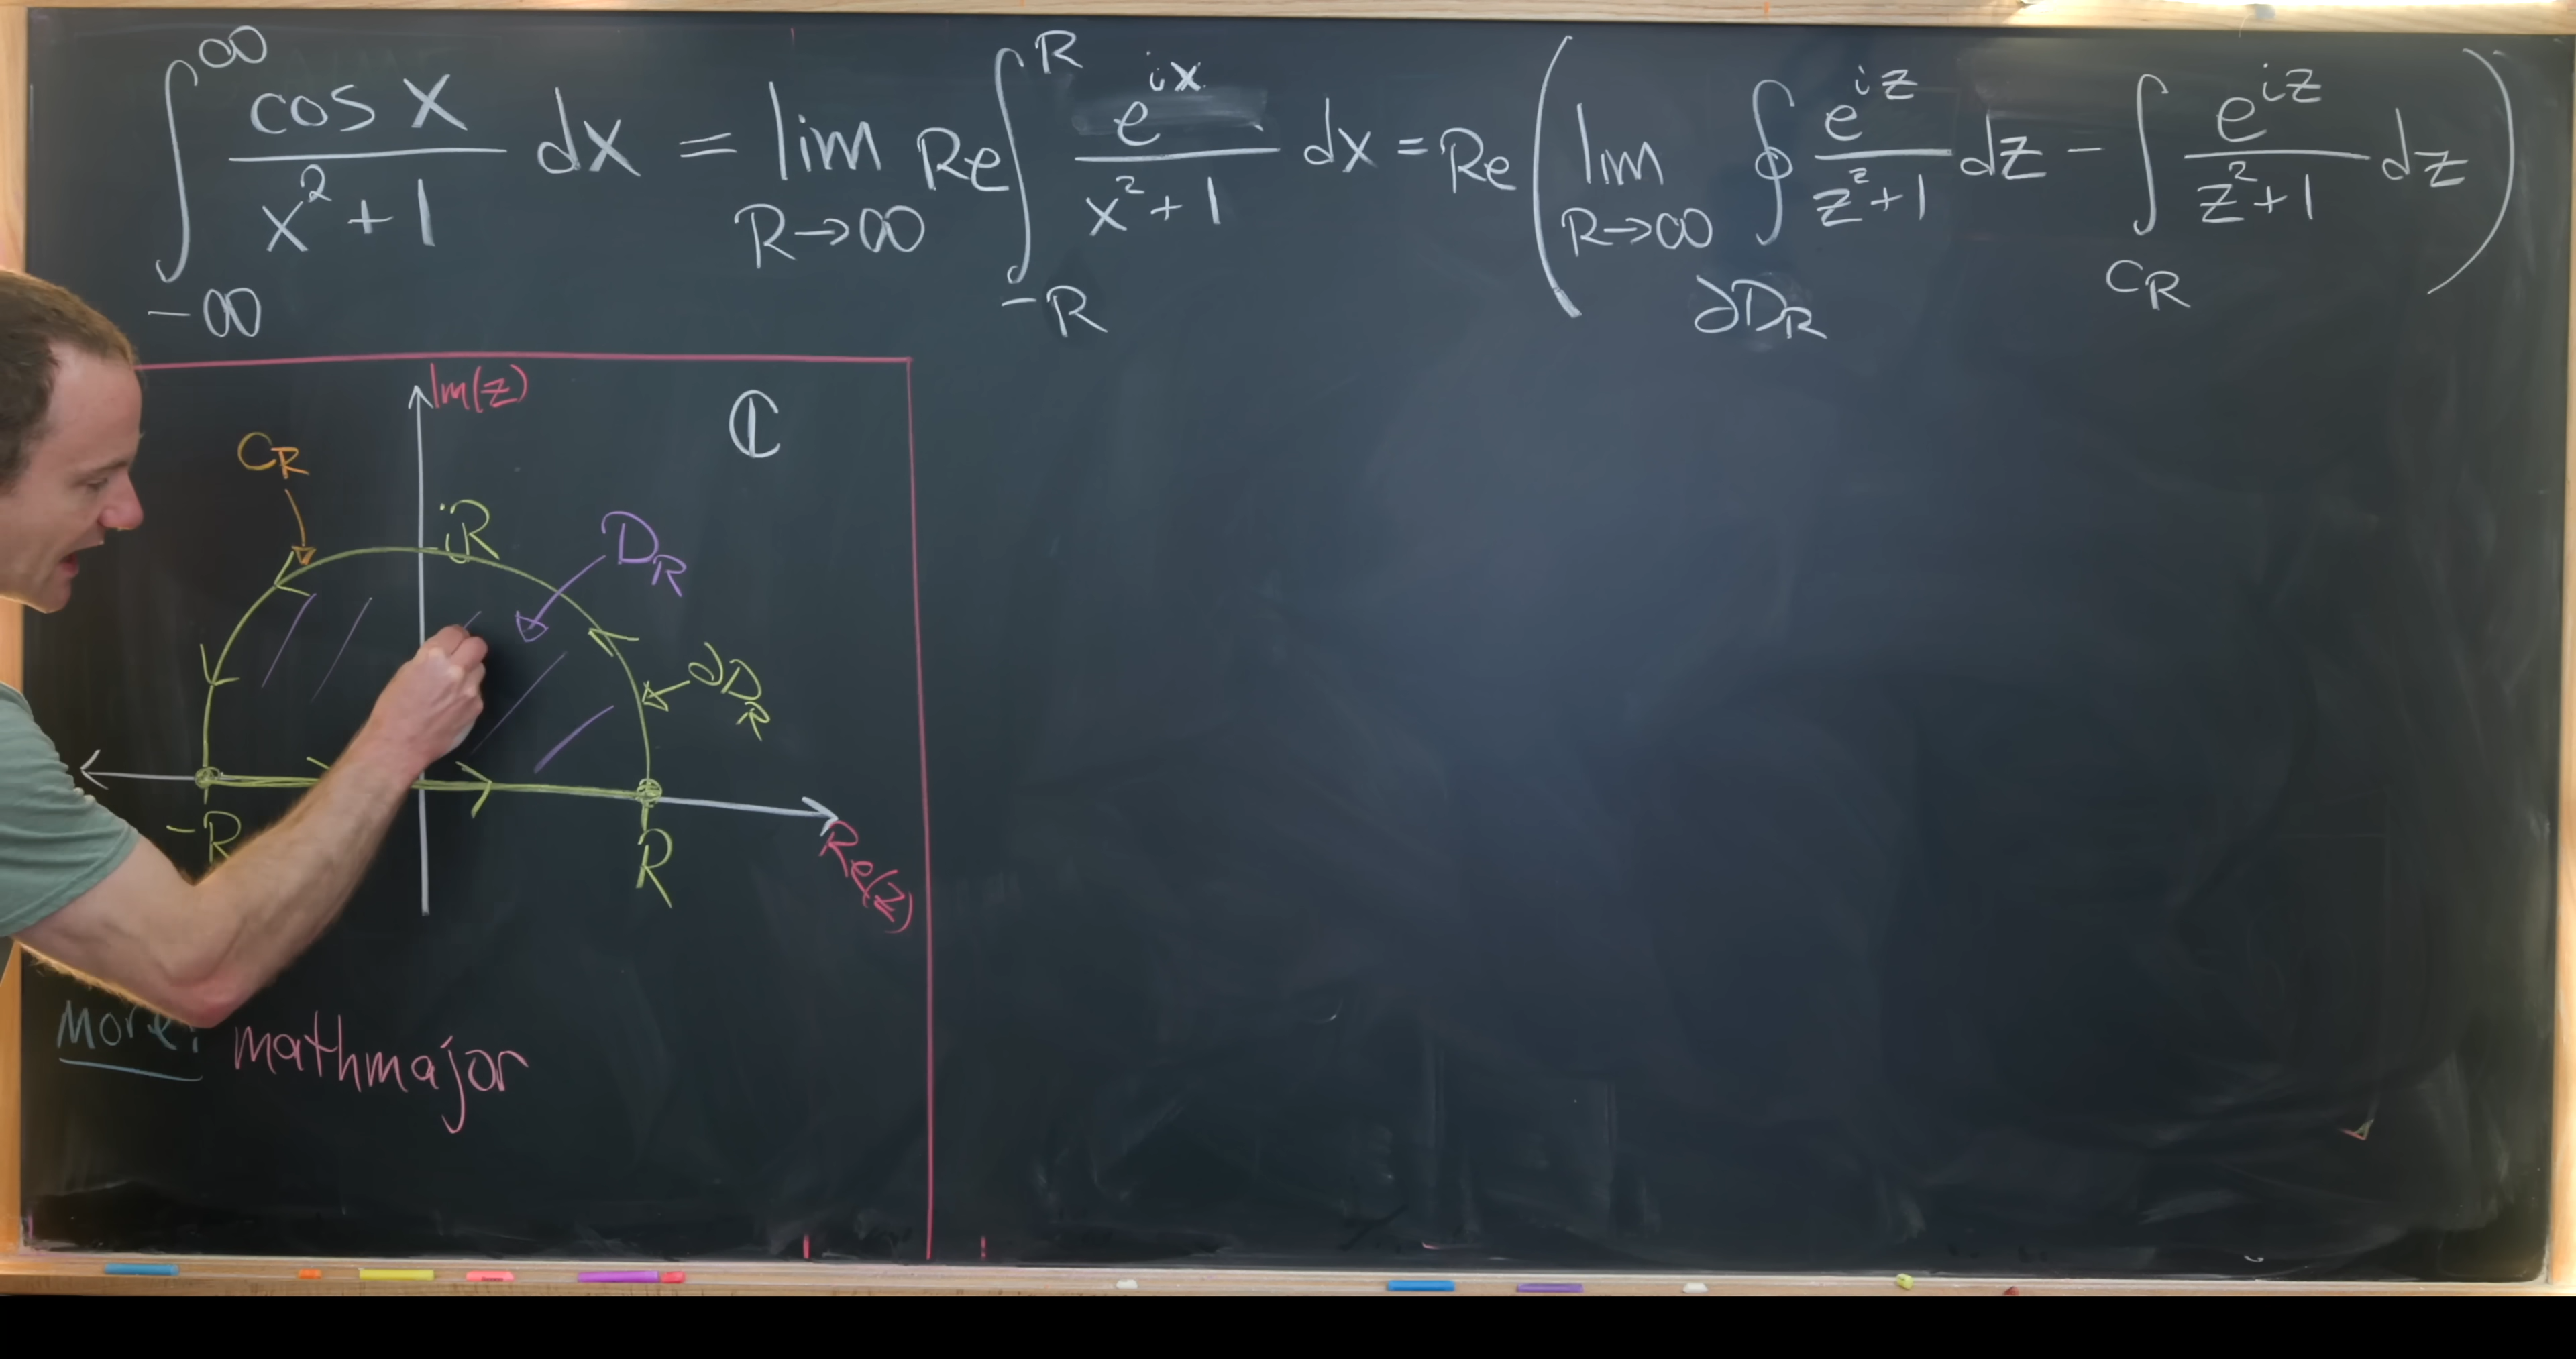 ∫_{-∞}^{∞} cos x / (x² + 1) dx = lim_{R→∞} Re ∫_{-R}^{R} e^{ix} / (x² + 1) dx = Re ( lim_{R→∞} ∮_{∂D_R} e^{iz} / (z² + 1) dz − ∫_{C_R} e^{iz} / (z² + 1) dz )
Im(z)
ℂ
C_R
iR
D_R
∂D_R
-R
R
Re(z)
More:
mathmajor